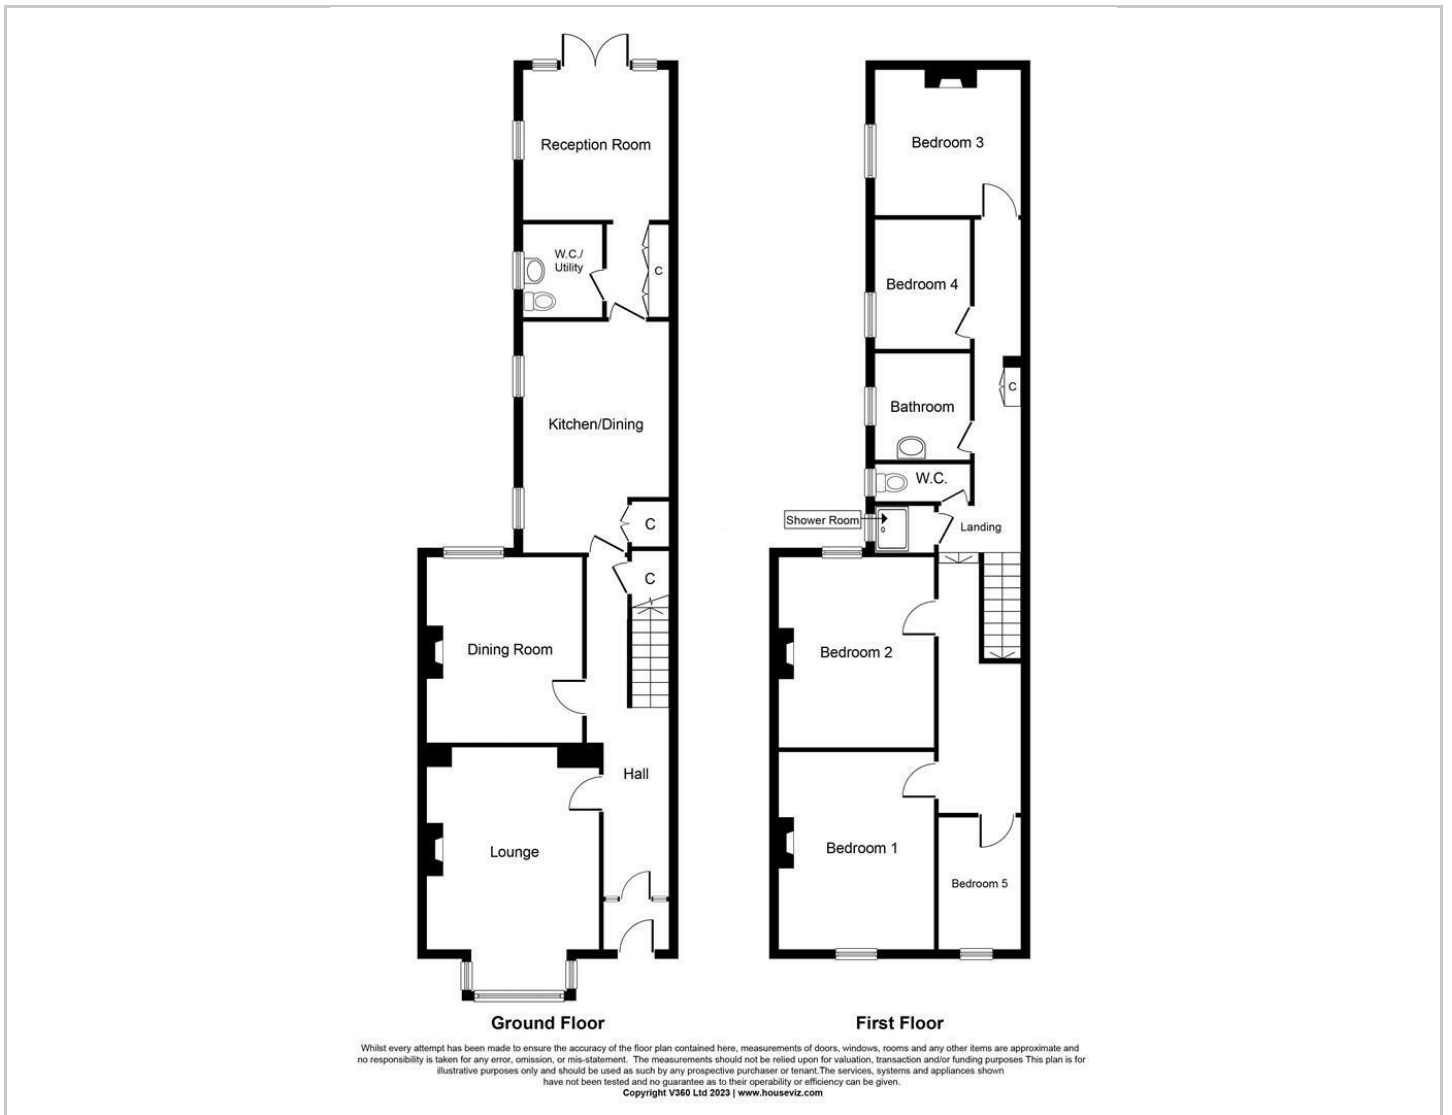 Reception Room
W.C./
Utility
C
Kitchen/Dining
C
C
Dining Room
Hall
Lounge
Ground Floor
Bedroom 3
Bedroom 4
C
Bathroom
W.C.
Shower Room
Landing
Bedroom 2
Bedroom 1
Bedroom 5
First Floor
Whilst every attempt has been made to ensure the accuracy of the floor plan contained here, measurements of doors, windows, rooms and any other items are approximate and
no responsibility is taken for any error, omission, or mis-statement. The measurements should not be relied upon for valuation, transaction and/or funding purposes This plan is for
illustrative purposes only and should be used as such by any prospective purchaser or tenant.The services, systems and appliances shown
have not been tested and no guarantee as to their operability or efficiency can be given.
Copyright V360 Ltd 2023 | www.houseviz.com